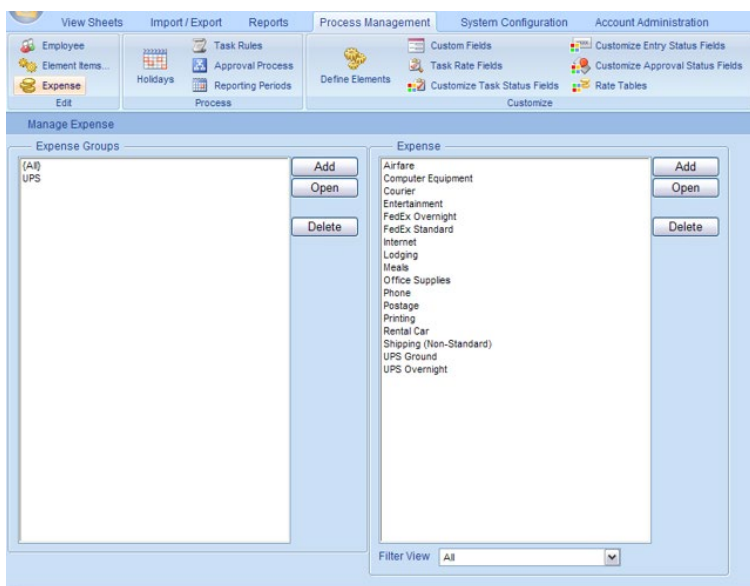 View Sheets Import / Export Reports Process Management System Configuration Account Administration
Employee Task Rules Custom Fields Customize Entry Status Fields
Element Items... Holidays Approval Process Define Elements Task Rate Fields Customize Approval Status Fields
Expense Reporting Periods Customize Task Status Fields Rate Tables
Edit Process Customize
Manage Expense
Expense Groups
{All}
UPS
Add
Open
Delete
Expense
Airfare
Computer Equipment
Courier
Entertainment
FedEx Overnight
FedEx Standard
Internet
Lodging
Meals
Office Supplies
Phone
Postage
Printing
Rental Car
Shipping (Non-Standard)
UPS Ground
UPS Overnight
Add
Open
Delete
Filter View All